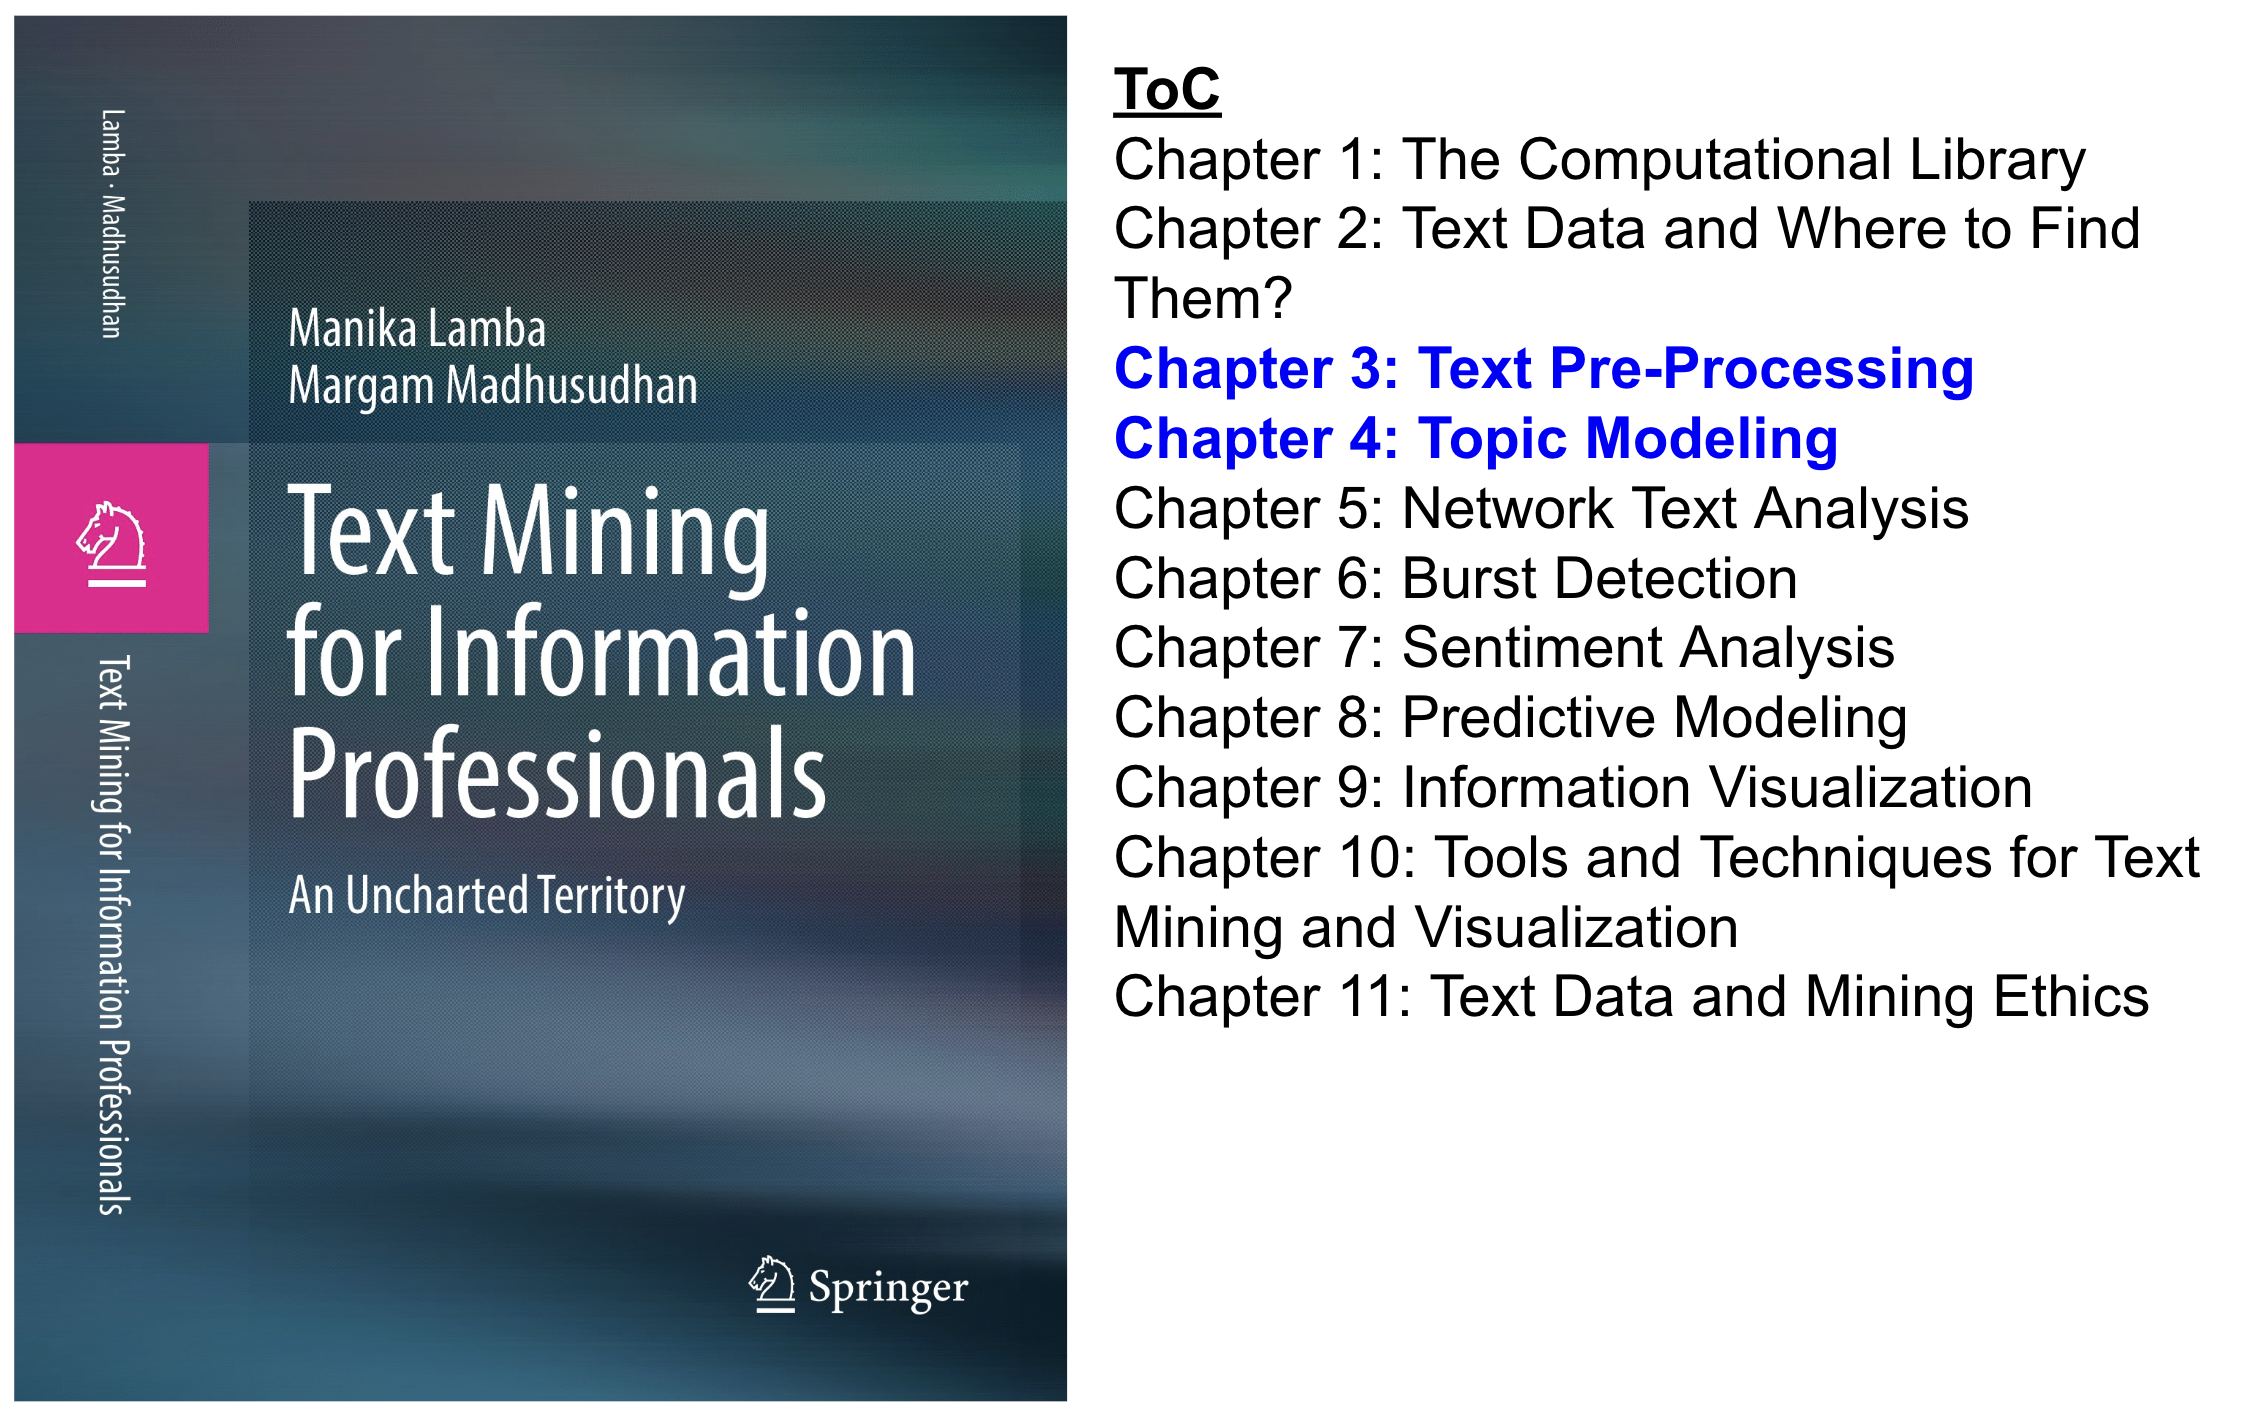 Lamba · Madhusudhan
Text Mining for Information Professionals
Manika Lamba
Margam Madhusudhan
Text Mining
for Information
Professionals
An Uncharted Territory
Springer
ToC
Chapter 1: The Computational Library
Chapter 2: Text Data and Where to Find
Them?
Chapter 3: Text Pre-Processing
Chapter 4: Topic Modeling
Chapter 5: Network Text Analysis
Chapter 6: Burst Detection
Chapter 7: Sentiment Analysis
Chapter 8: Predictive Modeling
Chapter 9: Information Visualization
Chapter 10: Tools and Techniques for Text
Mining and Visualization
Chapter 11: Text Data and Mining Ethics